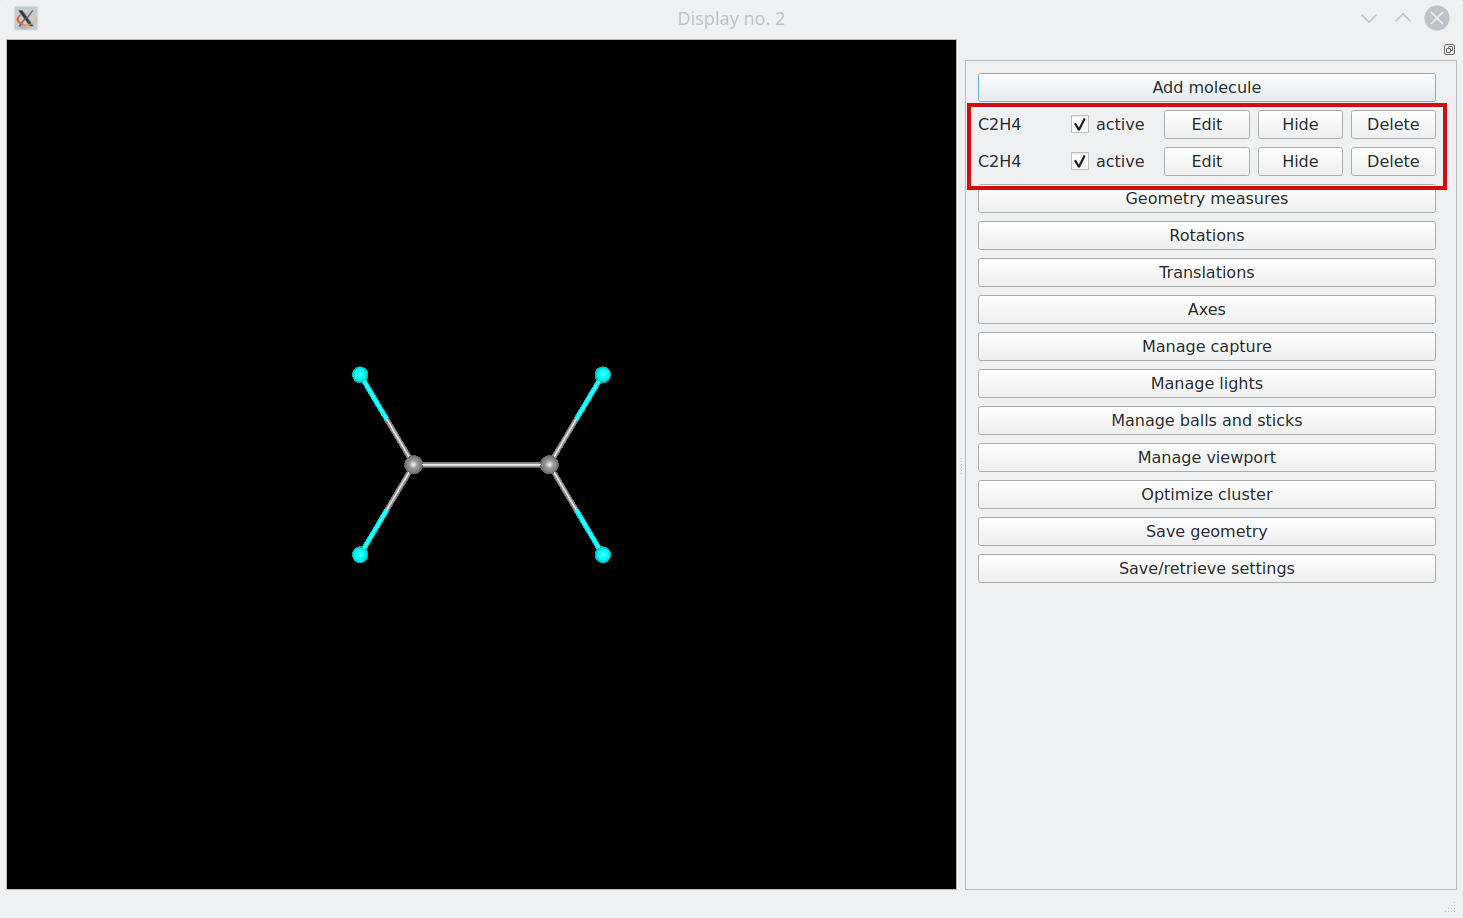 Display no. 2
Add molecule
C2H4 active Edit Hide Delete
C2H4 active Edit Hide Delete
Geometry measures
Rotations
Translations
Axes
Manage capture
Manage lights
Manage balls and sticks
Manage viewport
Optimize cluster
Save geometry
Save/retrieve settings